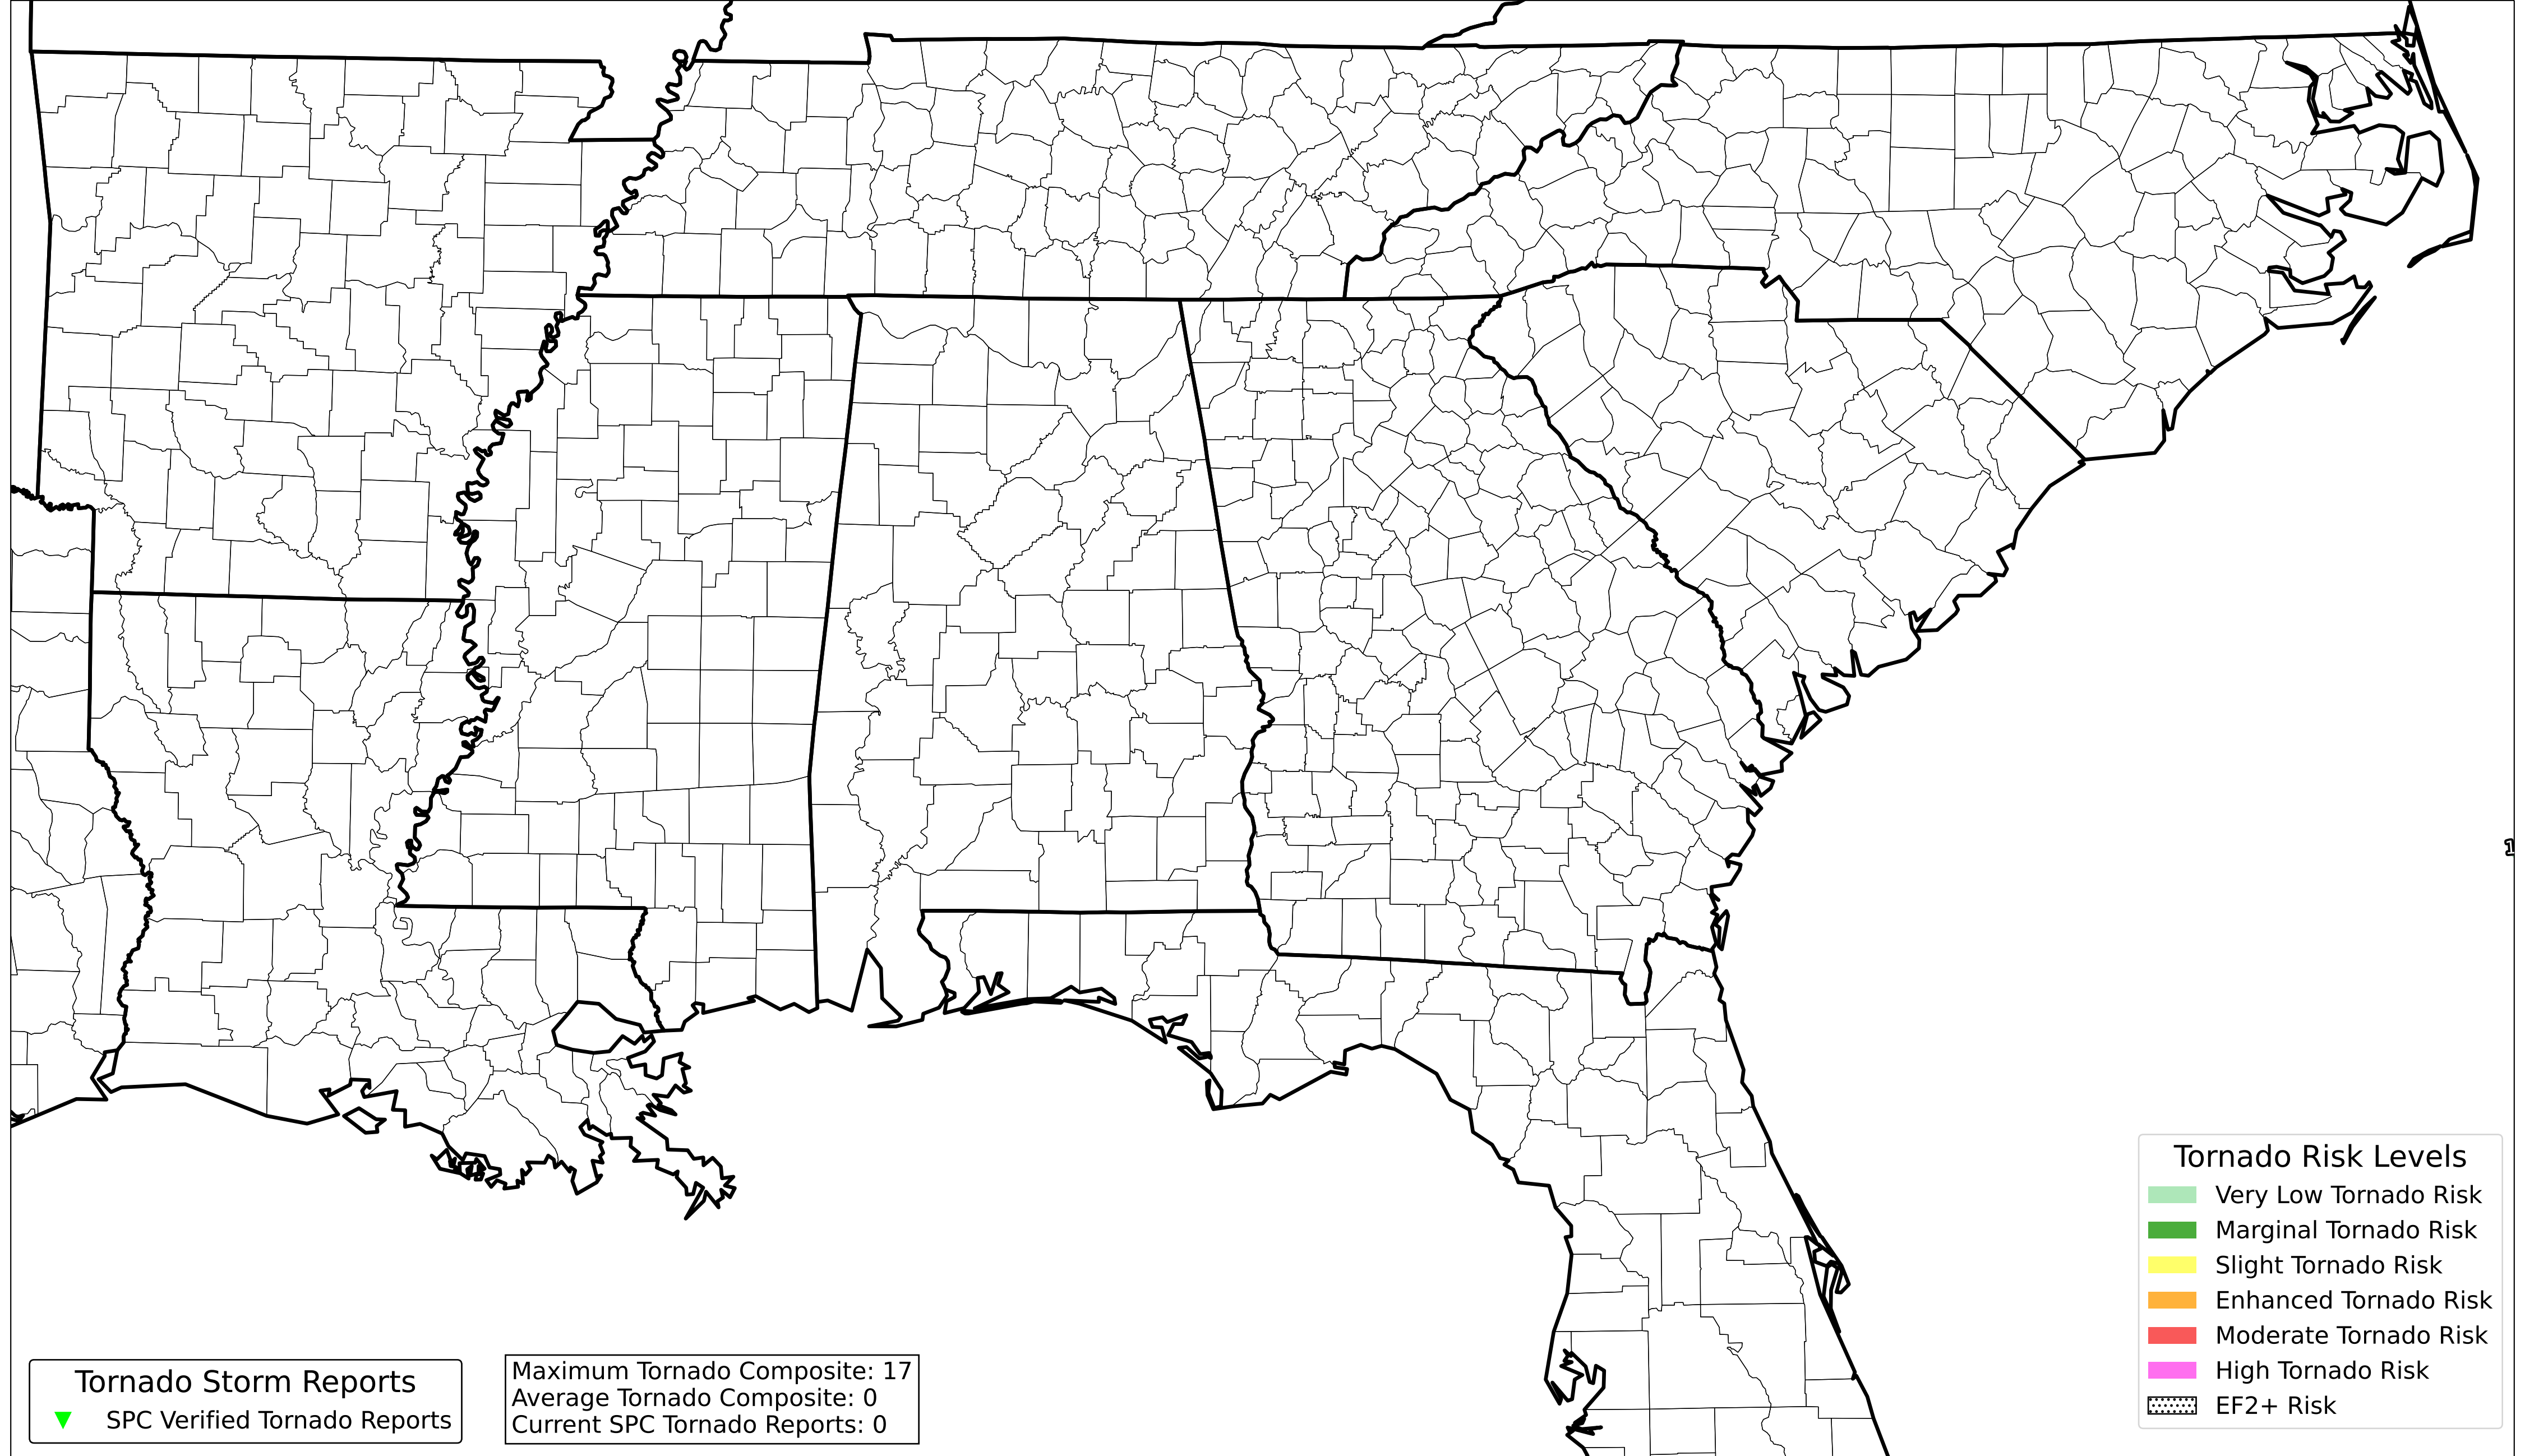 1
Tornado Risk Levels
Very Low Tornado Risk
Marginal Tornado Risk
Slight Tornado Risk
Enhanced Tornado Risk
Moderate Tornado Risk
High Tornado Risk
EF2+ Risk
Tornado Storm Reports
SPC Verified Tornado Reports
Maximum Tornado Composite: 17
Average Tornado Composite: 0
Current SPC Tornado Reports: 0